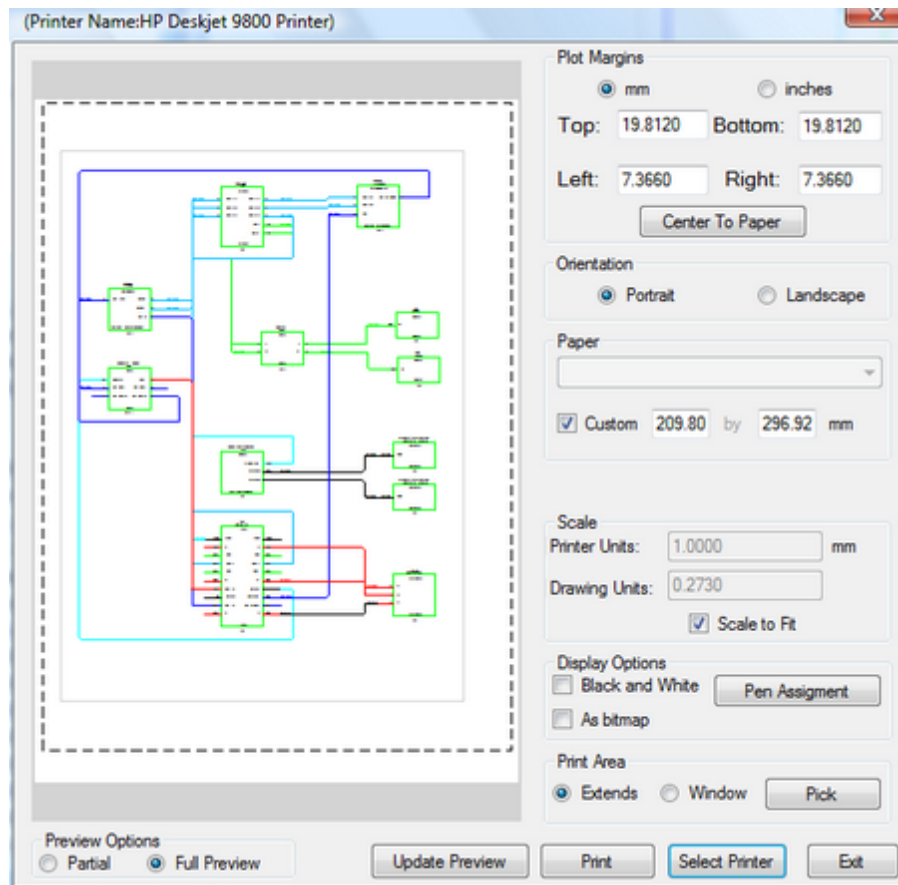 (Printer Name:HP Deskjet 9800 Printer)
Plot Margins
mm inches
Top: 19.8120 Bottom: 19.8120
Left: 7.3660 Right: 7.3660
Center To Paper
Orientation
Portrait Landscape
Paper
Custom 209.80 by 296.92 mm
Scale
Printer Units: 1.0000 mm
Drawing Units: 0.2730
Scale to Fit
Display Options
Black and White Pen Assigment
As bitmap
Print Area
Extends Window Pick
Preview Options
Partial Full Preview
Update Preview Print Select Printer Exit